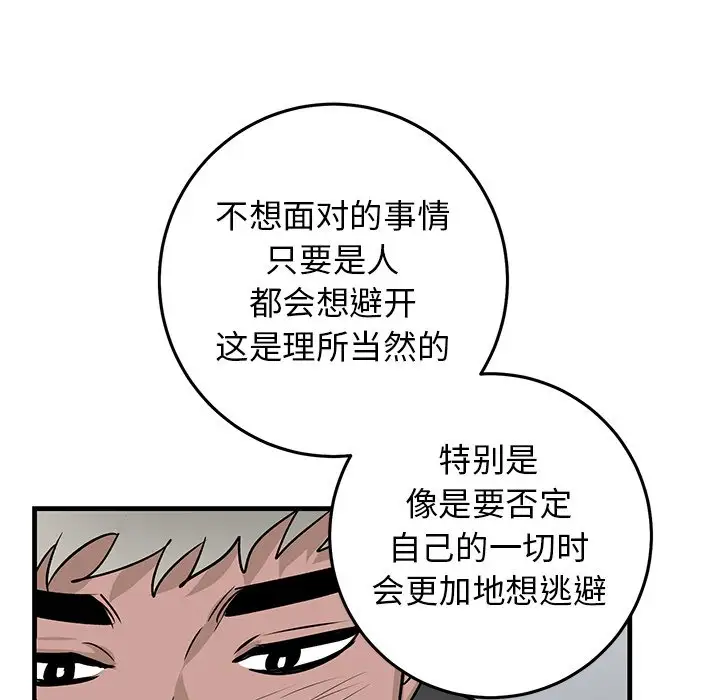 不想面对的事情
只要是人
都会想避开
这是理所当然的
特别是
像是要否定
自己的一切时
会更加地想逃避